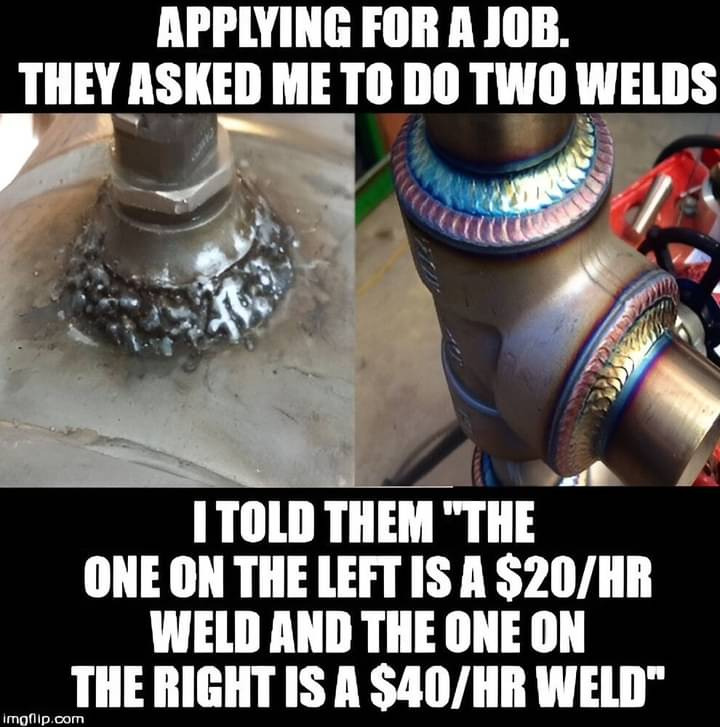 APPLYING FOR A JOB.
THEY ASKED ME TO DO TWO WELDS
I TOLD THEM "THE
ONE ON THE LEFT IS A $20/HR
WELD AND THE ONE ON
THE RIGHT IS A $40/HR WELD"
imgflip.com